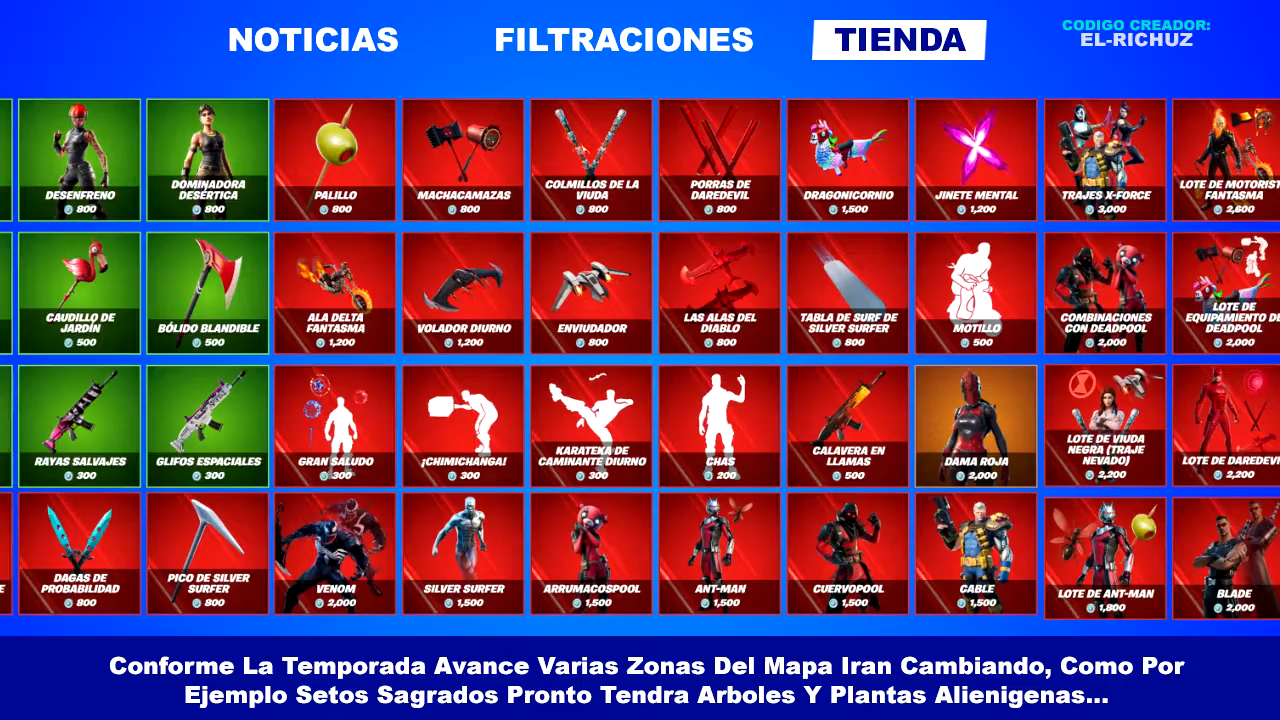 NOTICIAS
FILTRACIONES
TIENDA
CODIGO CREADOR:
EL-RICHUZ
DESENFRENO
800
DOMINADORA
DESÉRTICA
800
PALILLO
800
MACHACAMAZAS
800
COLMILLOS DE LA
VIUDA
800
PORRAS DE
DAREDEVIL
800
DRAGONICORNIO
1,500
JINETE MENTAL
1,200
TRAJES X-FORCE
3,000
LOTE DE MOTORIST
FANTASMA
2,600
CAUDILLO DE
JARDÍN
500
BÓLIDO BLANDIBLE
500
ALA DELTA
FANTASMA
1,200
VOLADOR DIURNO
1,200
ENVIUDADOR
800
LAS ALAS DEL
DIABLO
800
TABLA DE SURF DE
SILVER SURFER
800
MOTILLO
500
COMBINACIONES
CON DEADPOOL
2,000
LOTE DE
EQUIPAMIENTO DE
DEADPOOL
2,000
RAYAS SALVAJES
300
GLIFOS ESPACIALES
300
GRAN SALUDO
300
¡CHIMICHANGA!
300
KARATEKA DE
CAMINANTE DIURNO
300
CHAS
200
CALAVERA EN
LLAMAS
500
DAMA ROJA
2,000
LOTE DE VIUDA
NEGRA (TRAJE
NEVADO)
2,200
LOTE DE DAREDEVI
2,200
E
DAGAS DE
PROBABILIDAD
800
PICO DE SILVER
SURFER
800
VENOM
2,000
SILVER SURFER
1,500
ARRUMACOSPOOL
1,500
ANT-MAN
1,500
CUERVOPOOL
1,500
CABLE
1,500
LOTE DE ANT-MAN
1,800
BLADE
2,000
Conforme La Temporada Avance Varias Zonas Del Mapa Iran Cambiando, Como Por
Ejemplo Setos Sagrados Pronto Tendra Arboles Y Plantas Alienigenas...